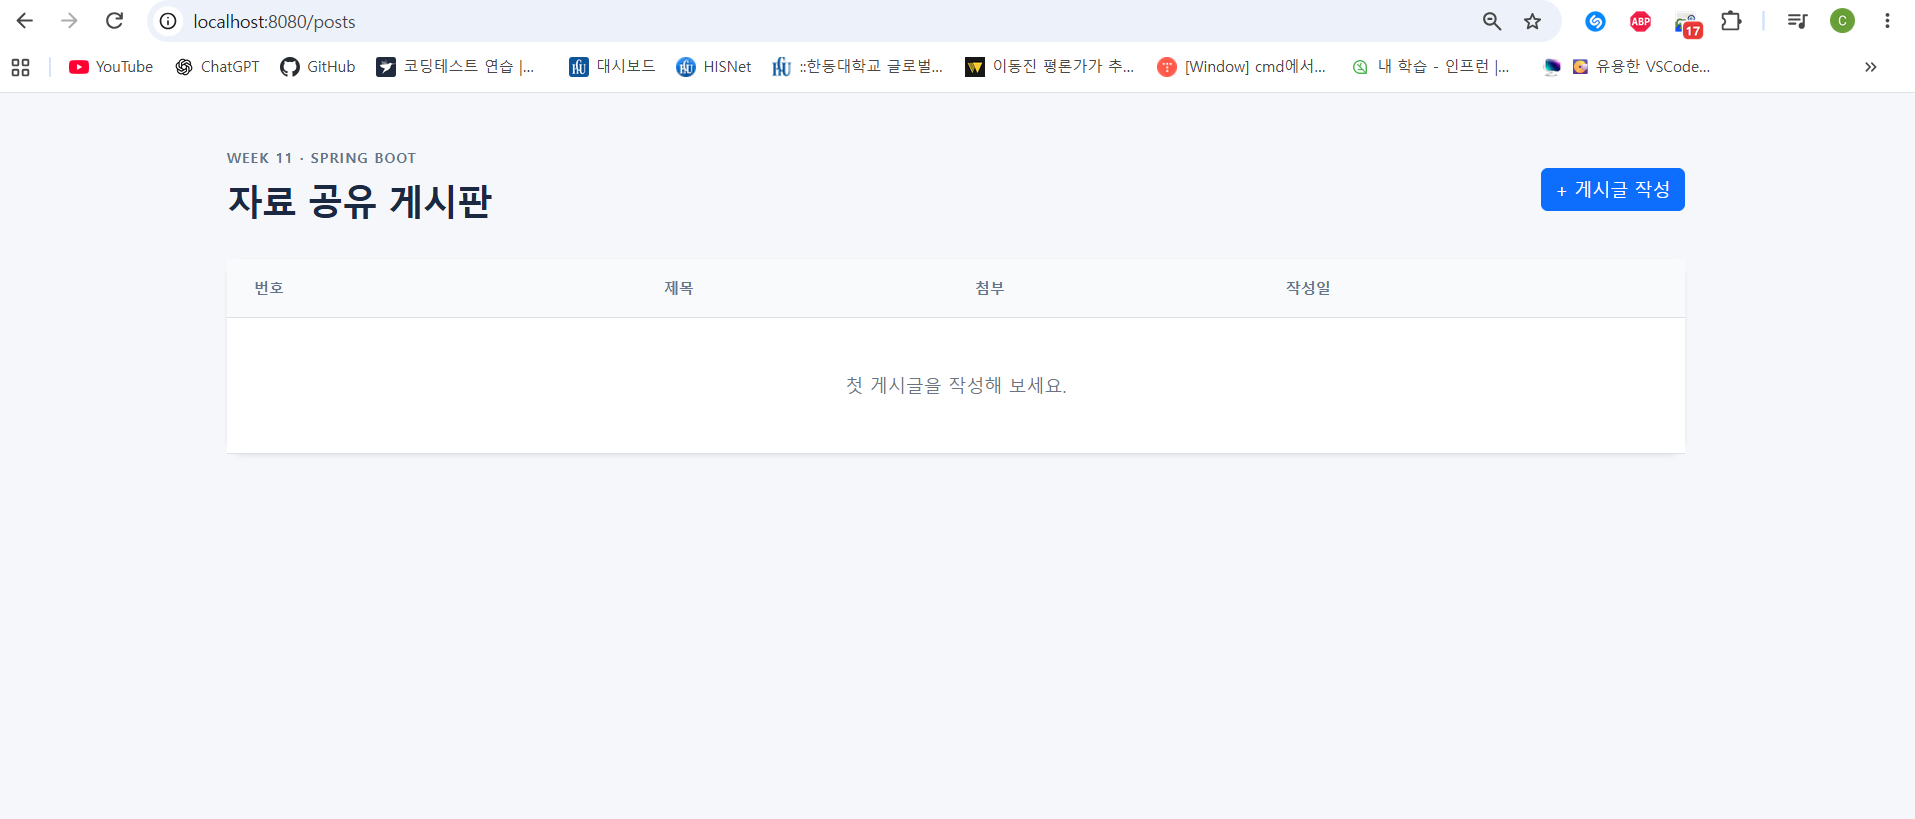 localhost:8080/posts
ABP
17
C
YouTube
ChatGPT
GitHub
코딩테스트 연습 |...
대시보드
HISNet
::한동대학교 글로벌...
이동진 평론가가 추...
[Window] cmd에서...
내 학습 - 인프런 |...
유용한 VSCode...
WEEK 11 · SPRING BOOT
자료 공유 게시판
+ 게시글 작성
번호 제목 첨부 작성일
첫 게시글을 작성해 보세요.